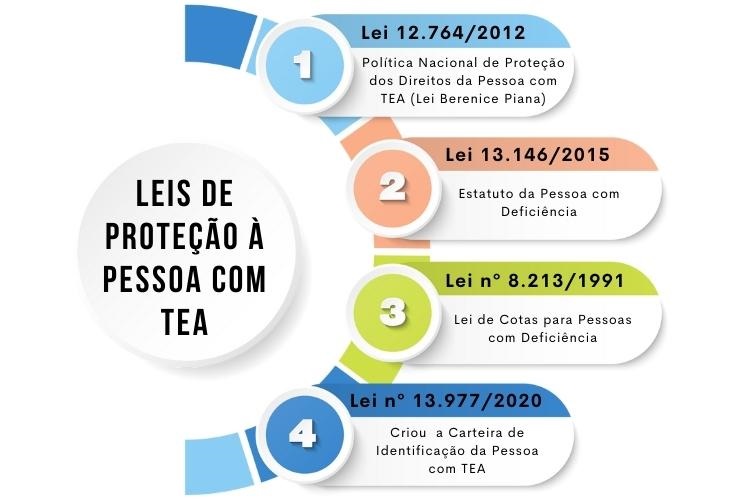 LEIS DE
PROTEÇÃO À
PESSOA COM
TEA
1
Lei 12.764/2012
Política Nacional de Proteção
dos Direitos da Pessoa com
TEA (Lei Berenice Piana)
2
Lei 13.146/2015
Estatuto da Pessoa com
Deficiência
3
Lei nº 8.213/1991
Lei de Cotas para Pessoas
com Deficiência
4
Lei nº 13.977/2020
Criou a Carteira de
Identificação da Pessoa
com TEA